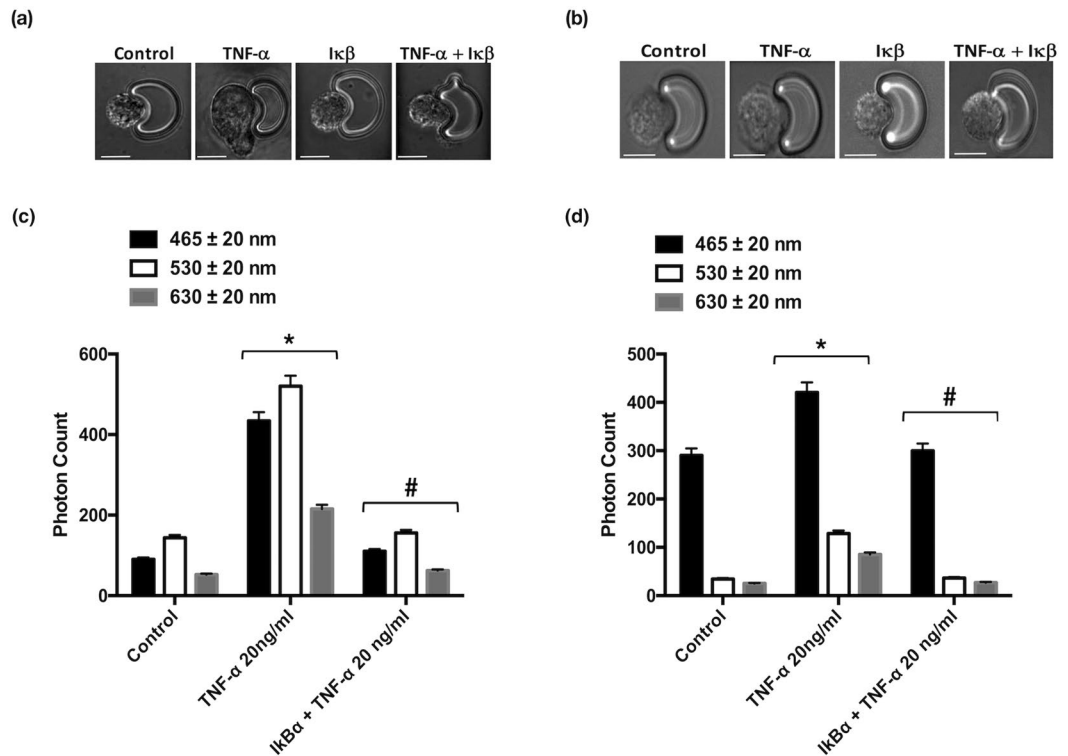 (a)
Control TNF-α Iκβ TNF-α + Iκβ
(b)
Control TNF-α Iκβ TNF-α + Iκβ
(c)
465 ± 20 nm
530 ± 20 nm
630 ± 20 nm
600
400
200
0
Photon Count
*
#
Control
TNF-α 20ng/ml
IkBα + TNF-α 20 ng/ml
(d)
465 ± 20 nm
530 ± 20 nm
630 ± 20 nm
500
400
300
200
100
0
Photon Count
*
#
Control
TNF-α 20ng/ml
IkBα + TNF-α 20 ng/ml